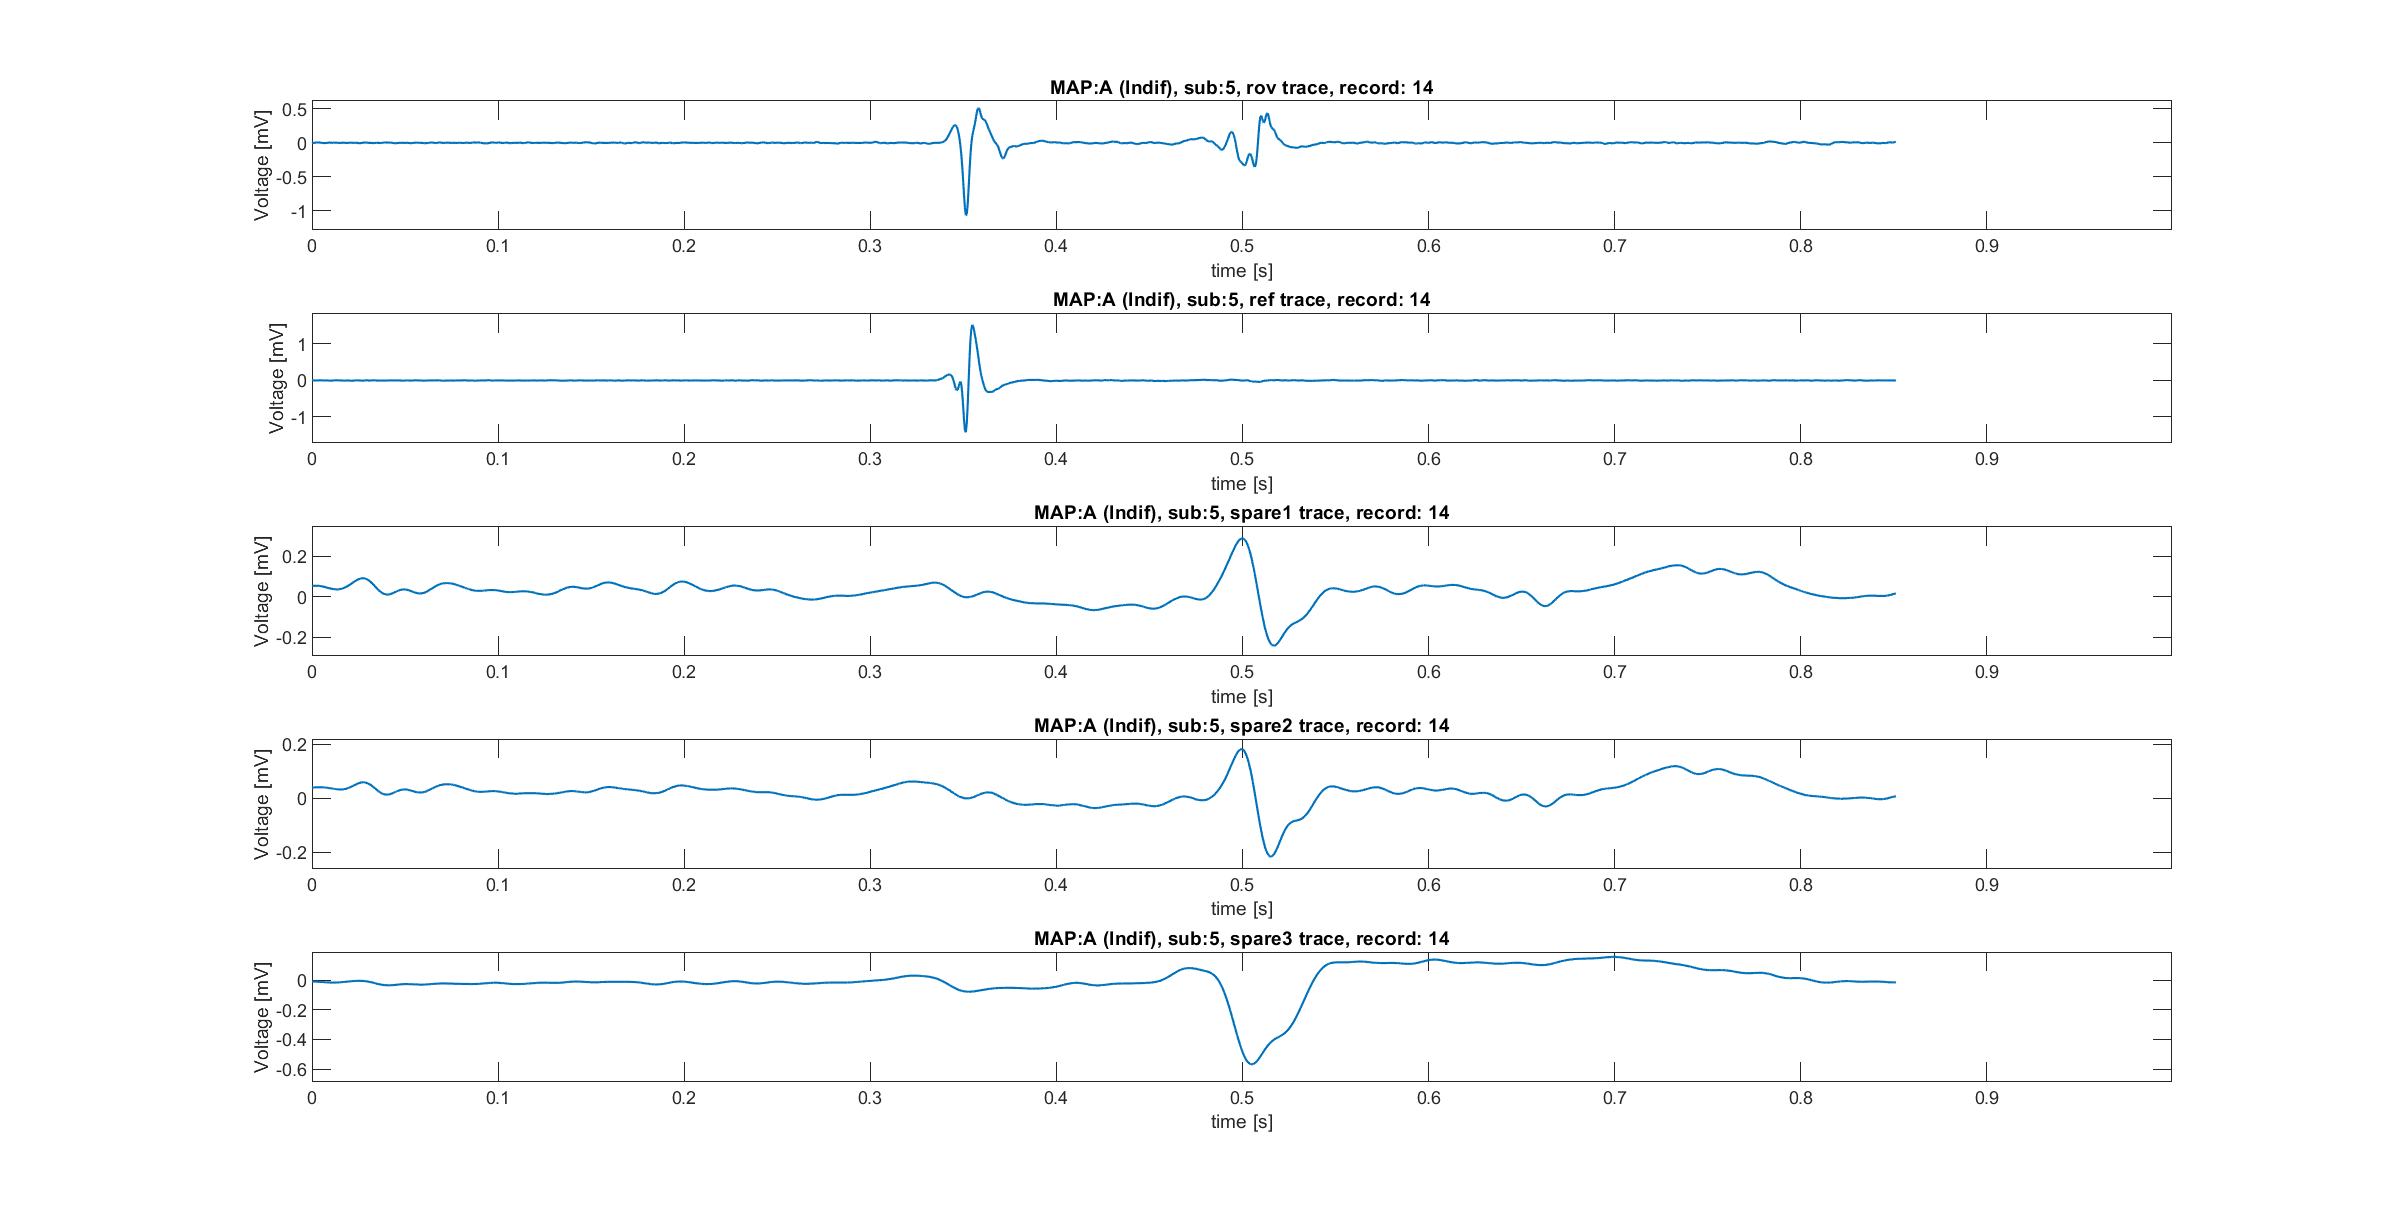 MAP:A (Indif), sub:5, rov trace, record: 14
Voltage [mV]
0.5
0
-0.5
-1
0 0.1 0.2 0.3 0.4 0.5 0.6 0.7 0.8 0.9
time [s]
MAP:A (Indif), sub:5, ref trace, record: 14
Voltage [mV]
1
0
-1
0 0.1 0.2 0.3 0.4 0.5 0.6 0.7 0.8 0.9
time [s]
MAP:A (Indif), sub:5, spare1 trace, record: 14
Voltage [mV]
0.2
0
-0.2
0 0.1 0.2 0.3 0.4 0.5 0.6 0.7 0.8 0.9
time [s]
MAP:A (Indif), sub:5, spare2 trace, record: 14
Voltage [mV]
0.2
0
-0.2
0 0.1 0.2 0.3 0.4 0.5 0.6 0.7 0.8 0.9
time [s]
MAP:A (Indif), sub:5, spare3 trace, record: 14
Voltage [mV]
0
-0.2
-0.4
-0.6
0 0.1 0.2 0.3 0.4 0.5 0.6 0.7 0.8 0.9
time [s]